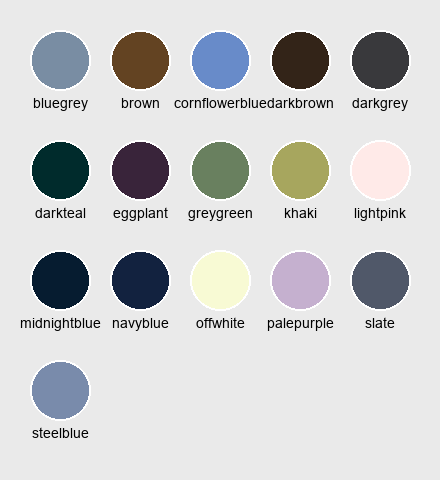 bluegrey brown cornflowerblue darkbrown darkgrey
darkteal eggplant greygreen khaki lightpink
midnightblue navyblue offwhite palepurple slate
steelblue